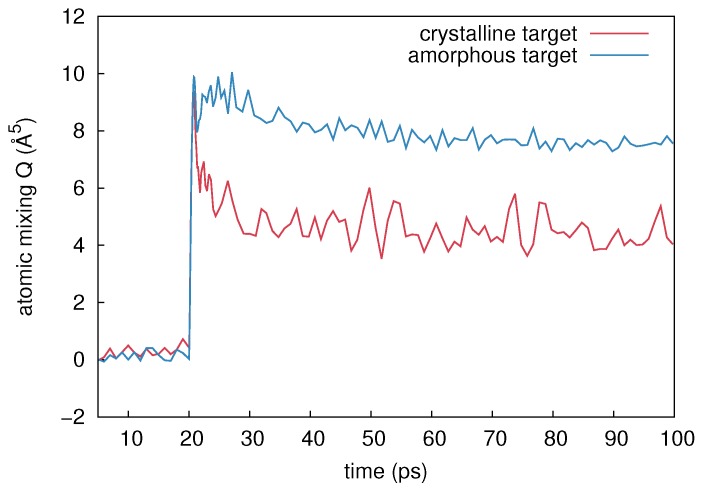 12
10
8
6
4
2
0
−2
atomic mixing Q (Å⁵)
crystalline target
amorphous target
10 20 30 40 50 60 70 80 90 100
time (ps)